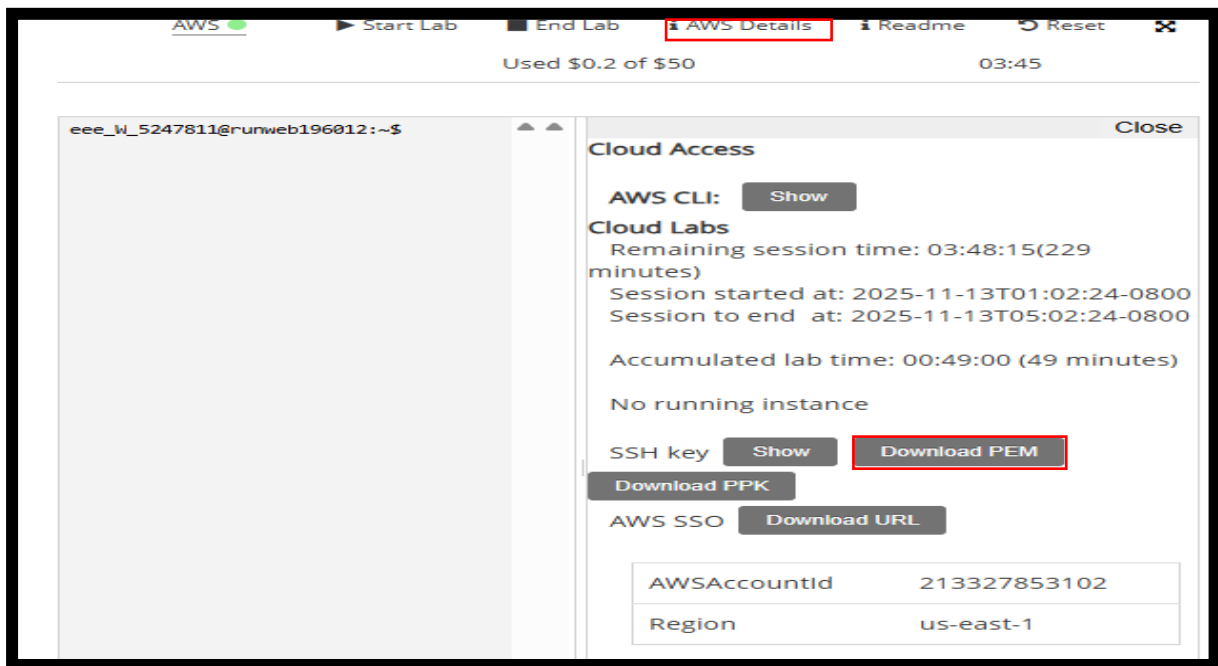 AWS Start Lab End Lab AWS Details Readme Reset
Used $0.2 of $50 03:45
eee_W_5247811@runweb196012:~$
Close
Cloud Access
AWS CLI: Show
Cloud Labs
Remaining session time: 03:48:15(229
minutes)
Session started at: 2025-11-13T01:02:24-0800
Session to end at: 2025-11-13T05:02:24-0800
Accumulated lab time: 00:49:00 (49 minutes)
No running instance
SSH key Show Download PEM
Download PPK
AWS SSO Download URL
AWSAccountId 213327853102
Region us-east-1